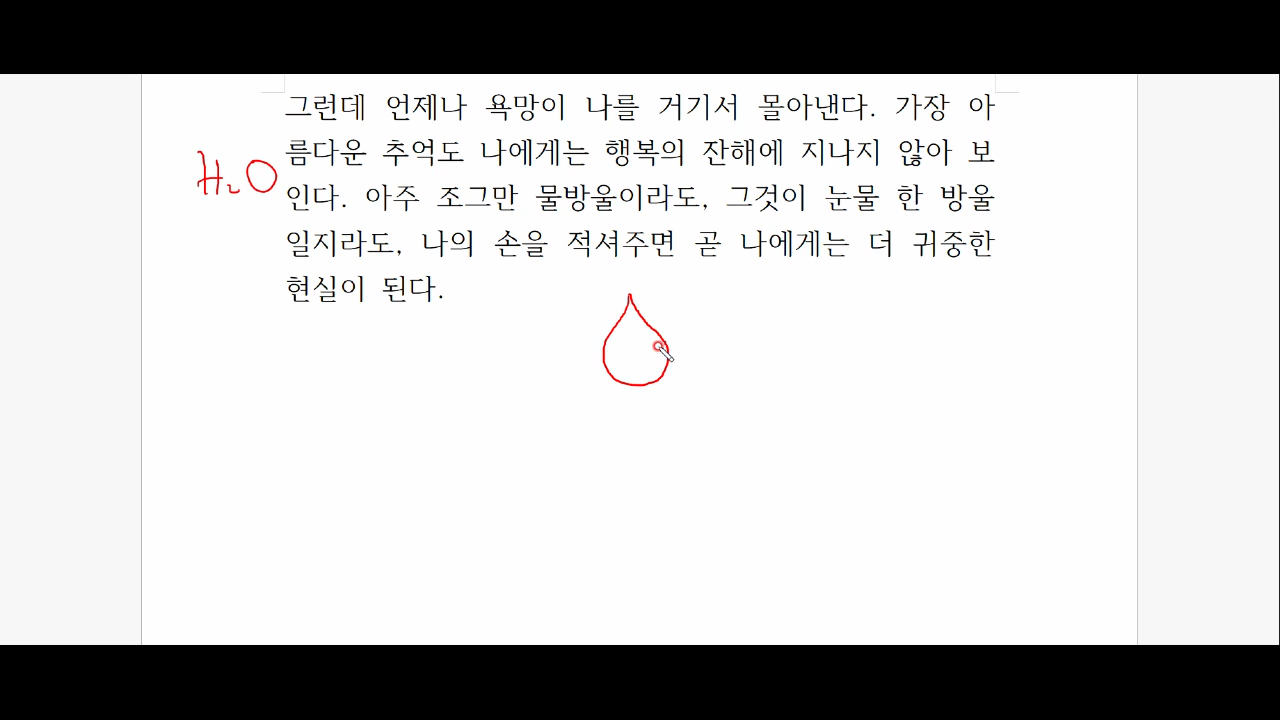 그런데 언제나 욕망이 나를 거기서 몰아낸다. 가장 아
름다운 추억도 나에게는 행복의 잔해에 지나지 않아 보
H₂O
인다. 아주 조그만 물방울이라도, 그것이 눈물 한 방울
일지라도, 나의 손을 적셔주면 곧 나에게는 더 귀중한
현실이 된다.